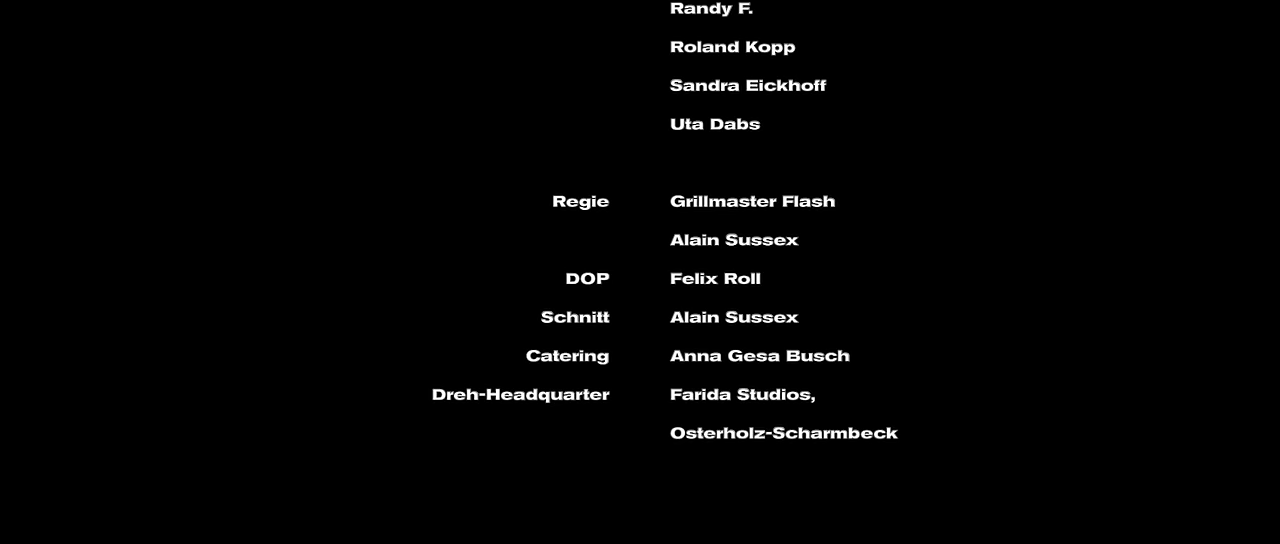 Randy F.
Roland Kopp
Sandra Eickhoff
Uta Dabs
Regie Grillmaster Flash
Alain Sussex
DOP Felix Roll
Schnitt Alain Sussex
Catering Anna Gesa Busch
Dreh-Headquarter Farida Studios,
Osterholz-Scharmbeck